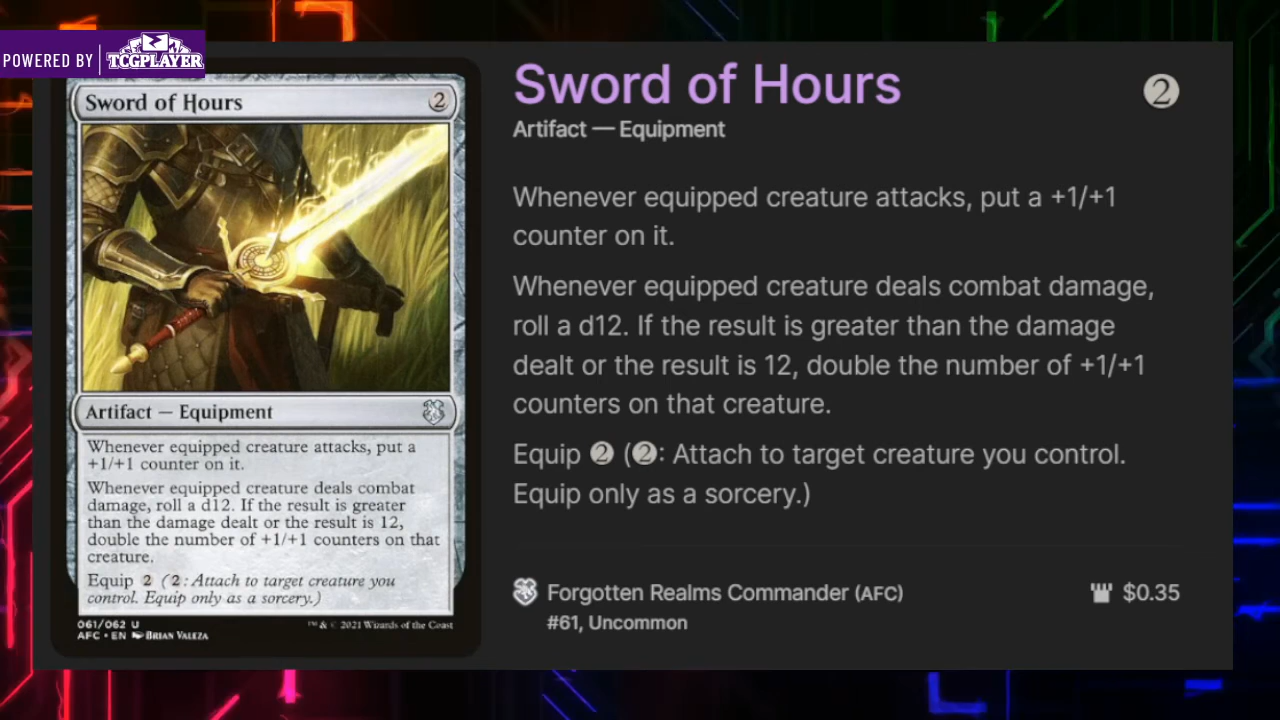 POWERED BY TCGPLAYER
Sword of Hours 2
Artifact — Equipment
Whenever equipped creature attacks, put a
+1/+1 counter on it.
Whenever equipped creature deals combat
damage, roll a d12. If the result is greater
than the damage dealt or the result is 12,
double the number of +1/+1 counters on that
creature.
Equip 2 (2: Attach to target creature you
control. Equip only as a sorcery.)
061/062 U
AFC • EN BRIAN VALEZA
™ & © 2021 Wizards of the Coast
Sword of Hours 2
Artifact — Equipment
Whenever equipped creature attacks, put a +1/+1
counter on it.
Whenever equipped creature deals combat damage,
roll a d12. If the result is greater than the damage
dealt or the result is 12, double the number of +1/+1
counters on that creature.
Equip 2 (2: Attach to target creature you control.
Equip only as a sorcery.)
Forgotten Realms Commander (AFC) $0.35
#61, Uncommon